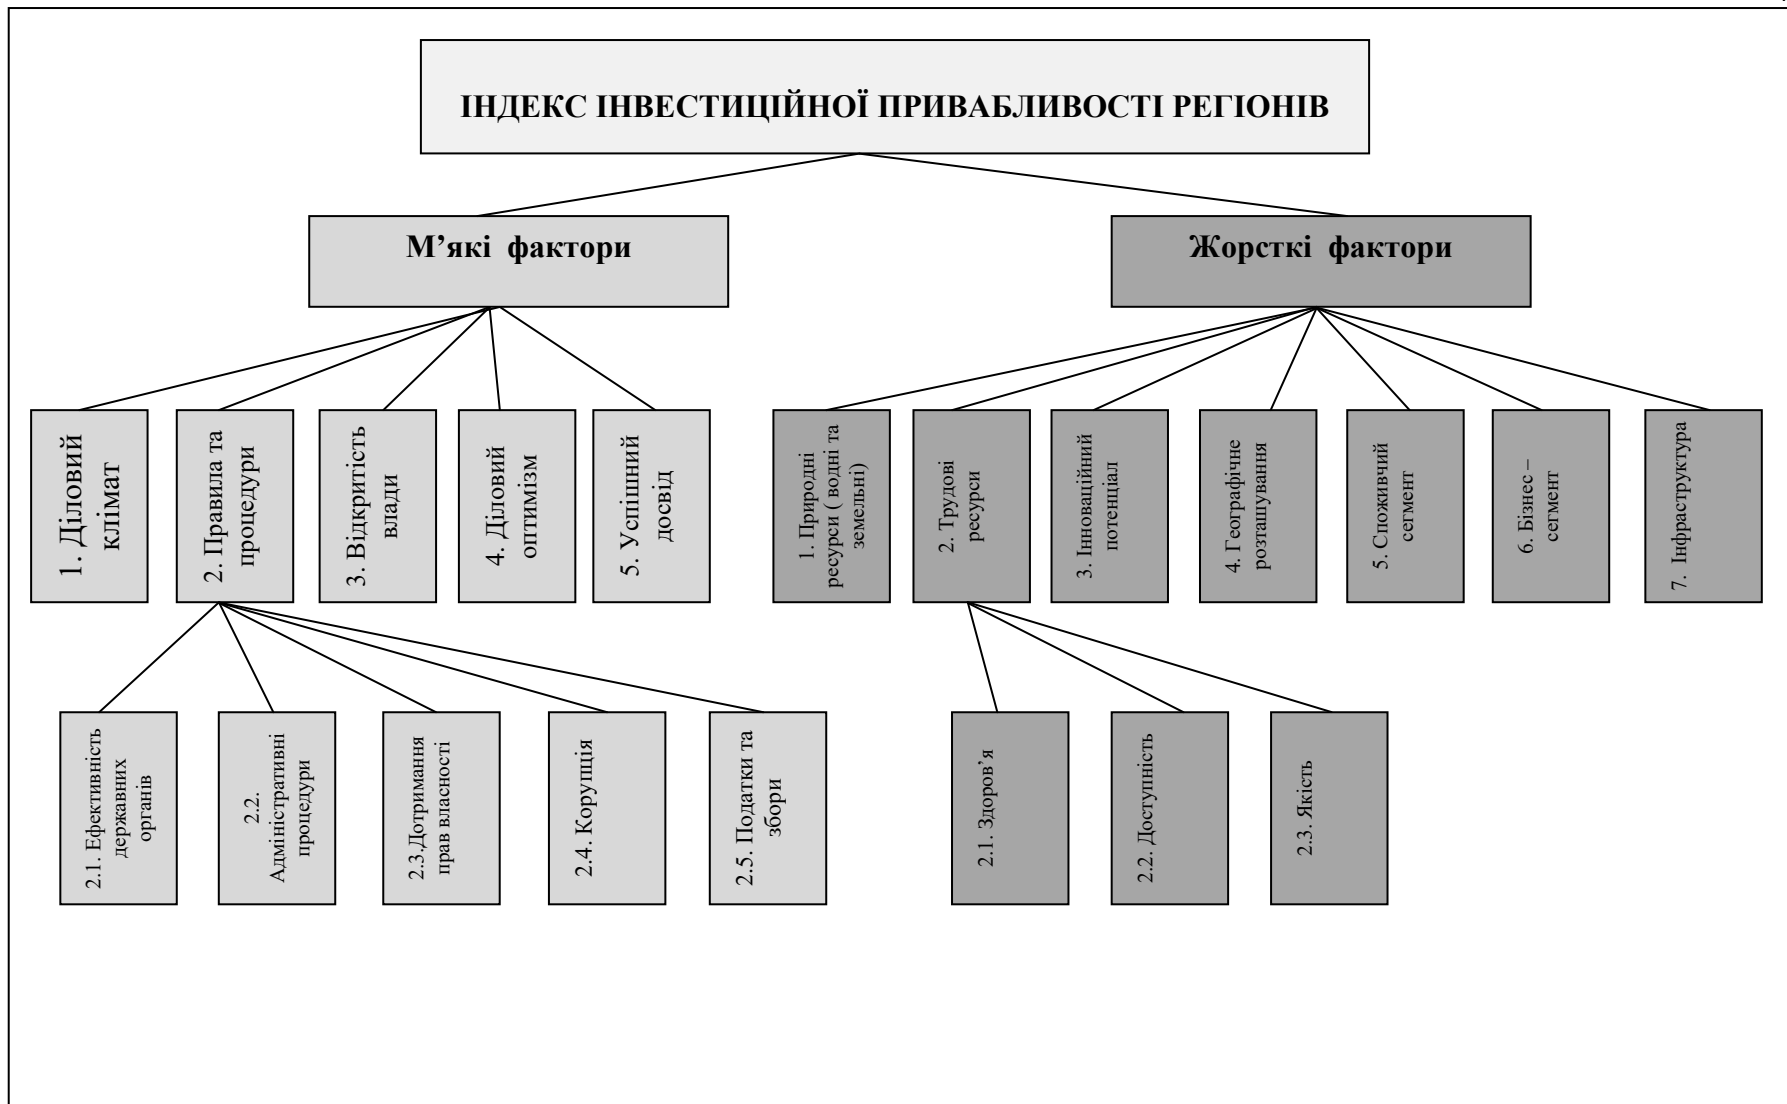 ІНДЕКС ІНВЕСТИЦІЙНОЇ ПРИВАБЛИВОСТІ РЕГІОНІВ
М’які фактори
Жорсткі фактори
1. Діловий
клімат
2. Правила та
процедури
3. Відкритість
влади
4. Діловий
оптимізм
5. Успішний
досвід
1. Природні
ресурси ( водні та
земельні)
2. Трудові
ресурси
3. Інноваційний
потенціал
4. Географічне
розташування
5. Споживчий
сегмент
6. Бізнес –
сегмент
7. Інфраструктура
2.1. Ефективність
державних
органів
2.2.
Адміністративні
процедури
2.3.Дотримання
прав власності
2.4. Корупція
2.5. Податки та
збори
2.1. Здоров’я
2.2. Доступність
2.3. Якість